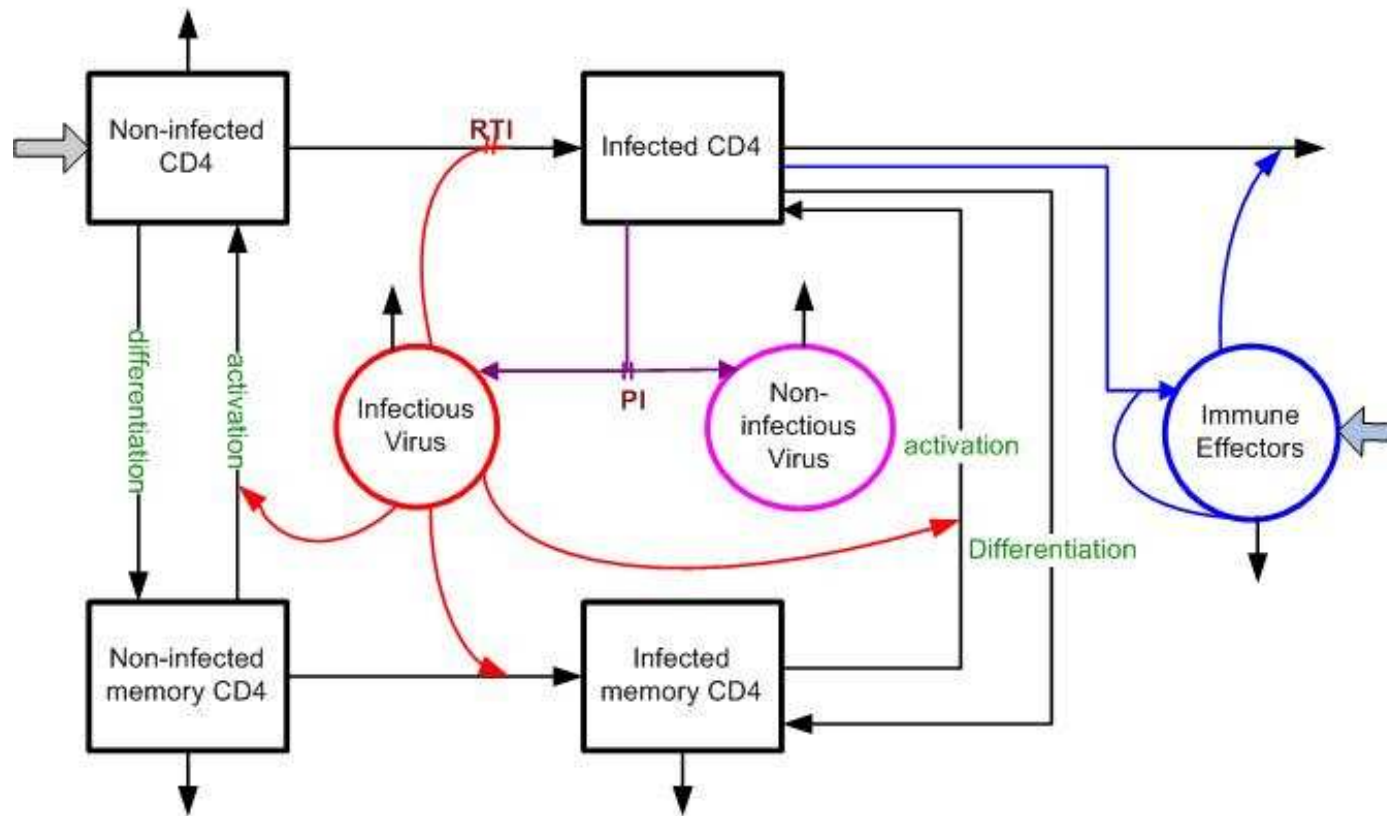 Non-infected
CD4
RTI
Infected CD4
differentiation
activation
Infectious
Virus
PI
Non-
infectious
Virus
activation
Immune
Effectors
Differentiation
Non-infected
memory CD4
Infected
memory CD4